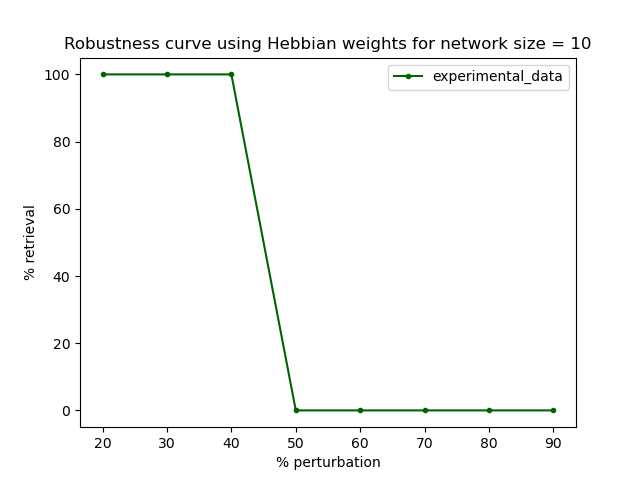 Robustness curve using Hebbian weights for network size = 10
experimental_data
% retrieval
100
80
60
40
20
0
20 30 40 50 60 70 80 90
% perturbation